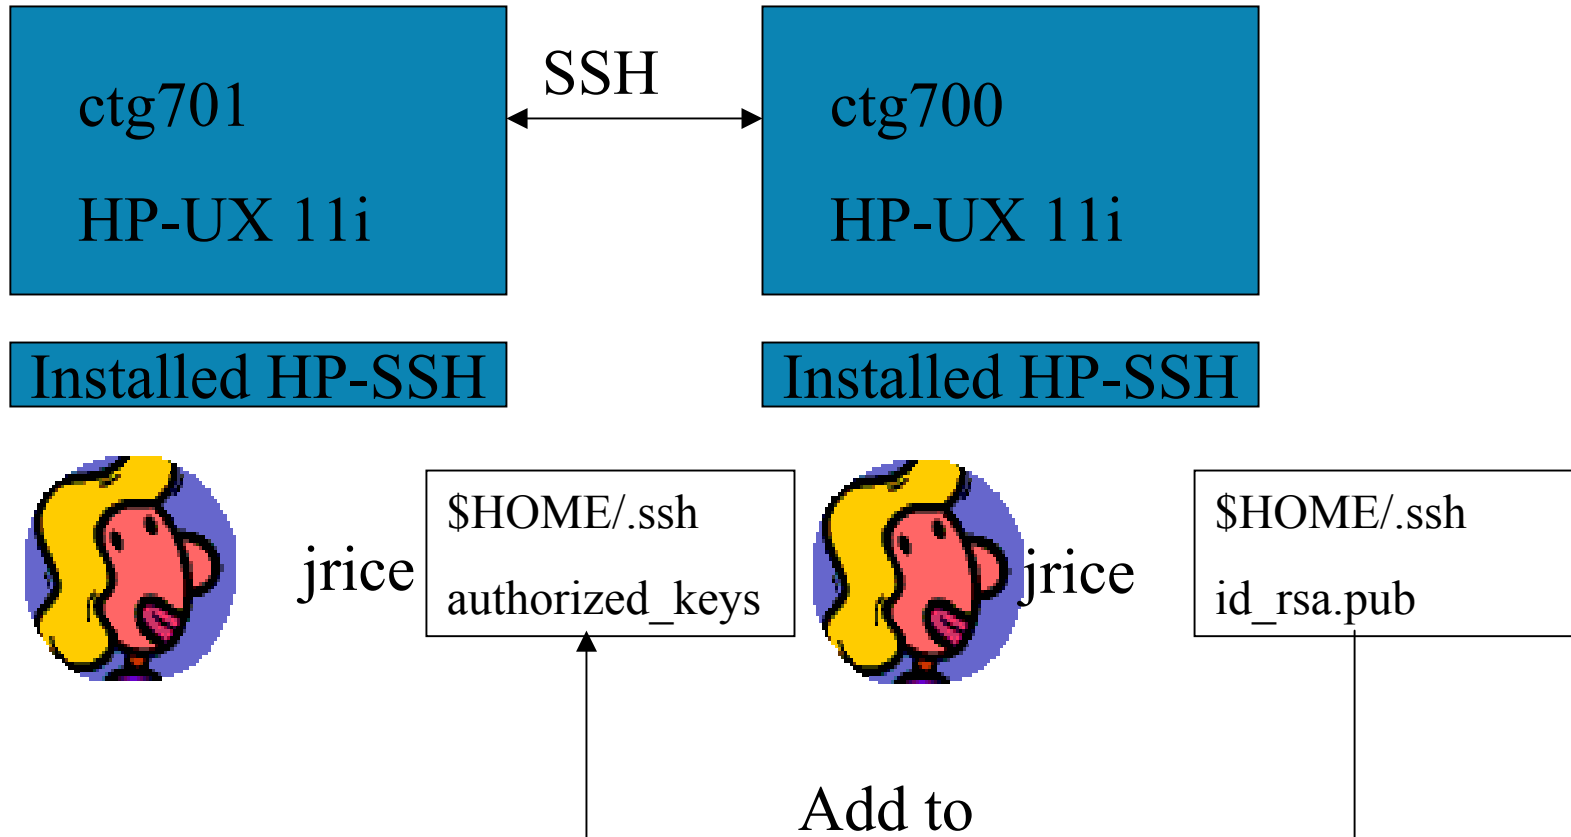 ctg701
HP-UX 11i
SSH
ctg700
HP-UX 11i
Installed HP-SSH
Installed HP-SSH
jrice
$HOME/.ssh
authorized_keys
jrice
$HOME/.ssh
id_rsa.pub
Add to